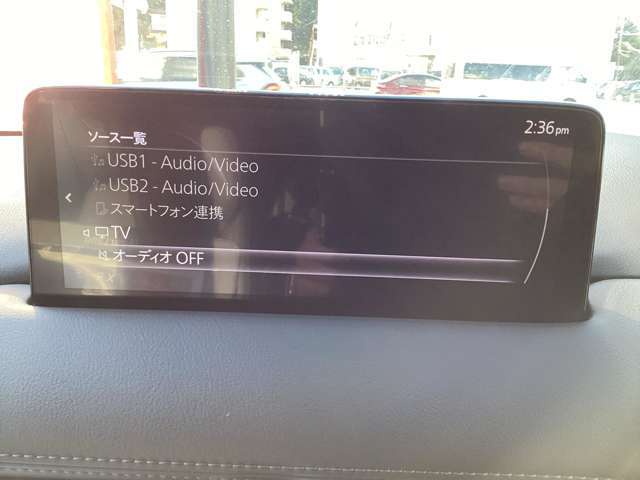 ソース一覧
2:36pm
USB1 - Audio/Video
USB2 - Audio/Video
スマートフォン連携
TV
オーディオ OFF